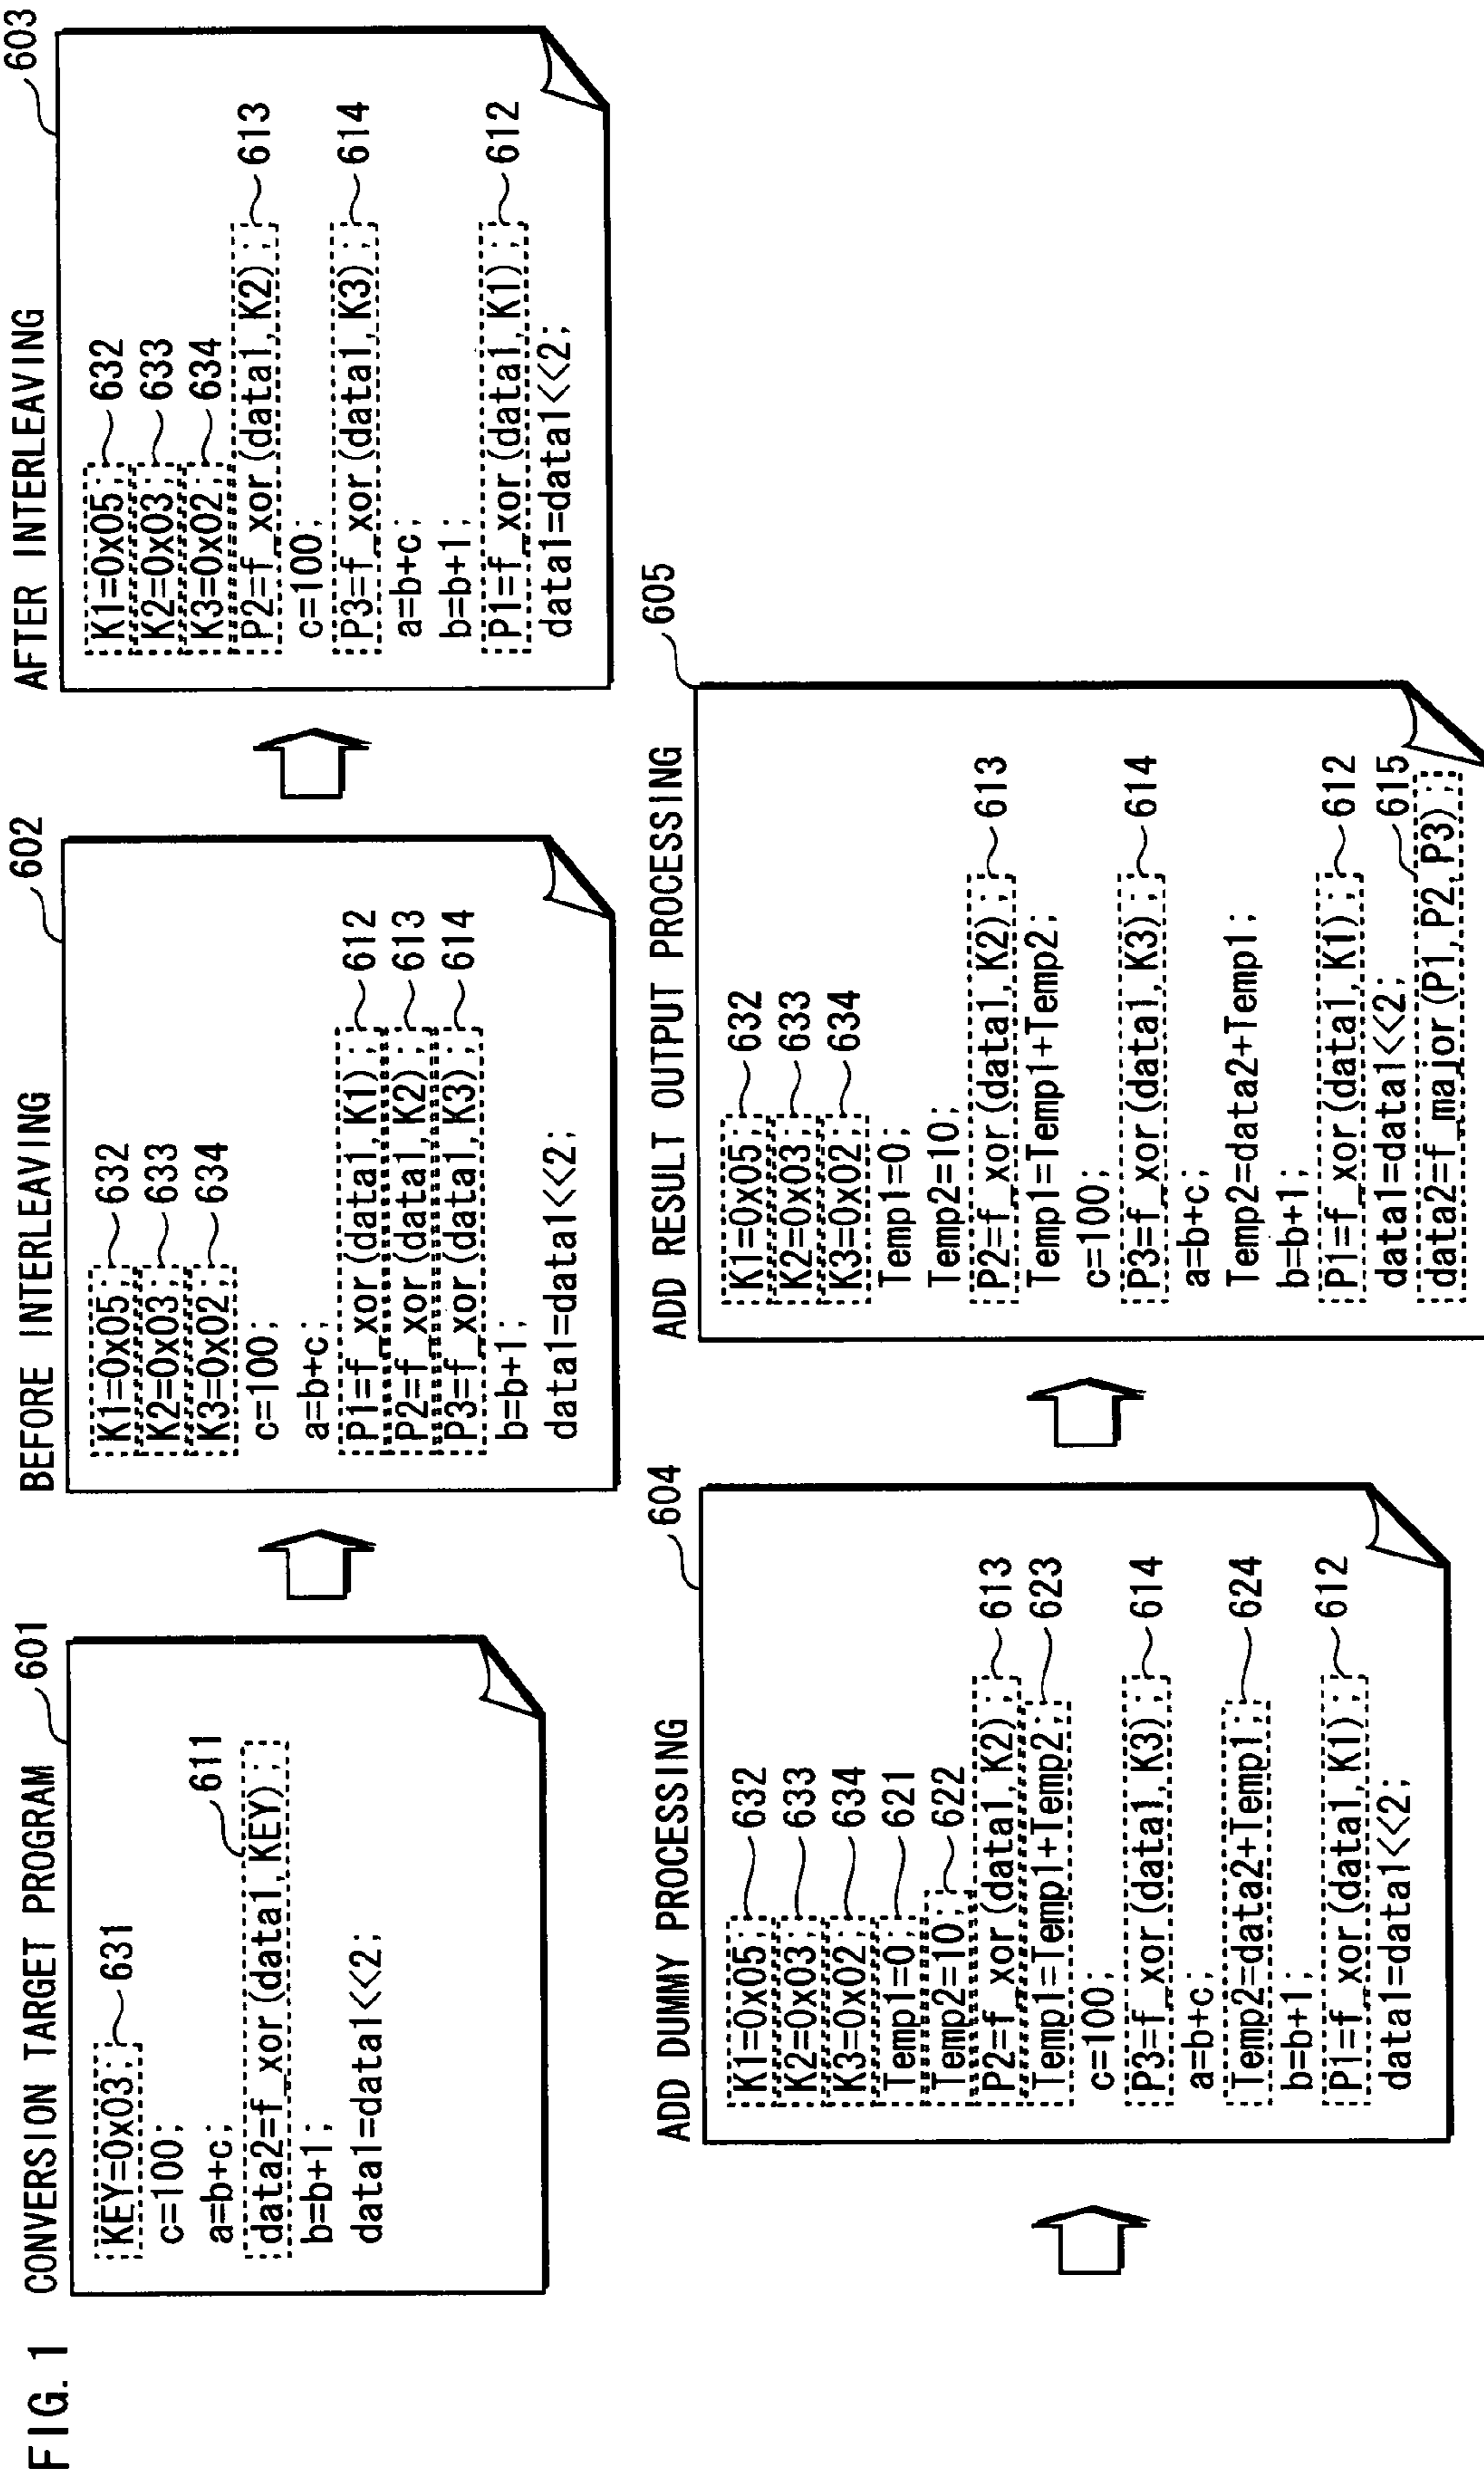 FIG. 1
CONVERSION TARGET PROGRAM
601
KEY=0x03;
631
c=100;
a=b+c;
611
data2=f_xor(data1,KEY);
b=b+1;
data1=data1<<2;
BEFORE INTERLEAVING
602
K1=0x05; 632
K2=0x03; 633
K3=0x02; 634
c=100;
a=b+c;
P1=f_xor(data1,K1); 612
P2=f_xor(data1,K2); 613
P3=f_xor(data1,K3); 614
b=b+1;
data1=data1<<2;
AFTER INTERLEAVING
603
K1=0x05; 632
K2=0x03; 633
K3=0x02; 634
P2=f_xor(data1,K2); 613
c=100;
P3=f_xor(data1,K3); 614
a=b+c;
b=b+1;
P1=f_xor(data1,K1); 612
data1=data1<<2;
ADD DUMMY PROCESSING
604
K1=0x05; 632
K2=0x03; 633
K3=0x02; 634
Temp1=0; 621
Temp2=10; 622
P2=f_xor(data1,K2); 613
Temp1=Temp1+Temp2; 623
c=100;
P3=f_xor(data1,K3); 614
a=b+c;
Temp2=data2+Temp1; 624
b=b+1;
P1=f_xor(data1,K1); 612
data1=data1<<2;
ADD RESULT OUTPUT PROCESSING
605
K1=0x05; 632
K2=0x03; 633
K3=0x02; 634
Temp1=0;
Temp2=10;
P2=f_xor(data1,K2); 613
Temp1=Temp1+Temp2;
c=100;
P3=f_xor(data1,K3); 614
a=b+c;
Temp2=data2+Temp1;
b=b+1;
P1=f_xor(data1,K1); 612
data1=data1<<2; 615
data2=f_major(P1,P2,P3);